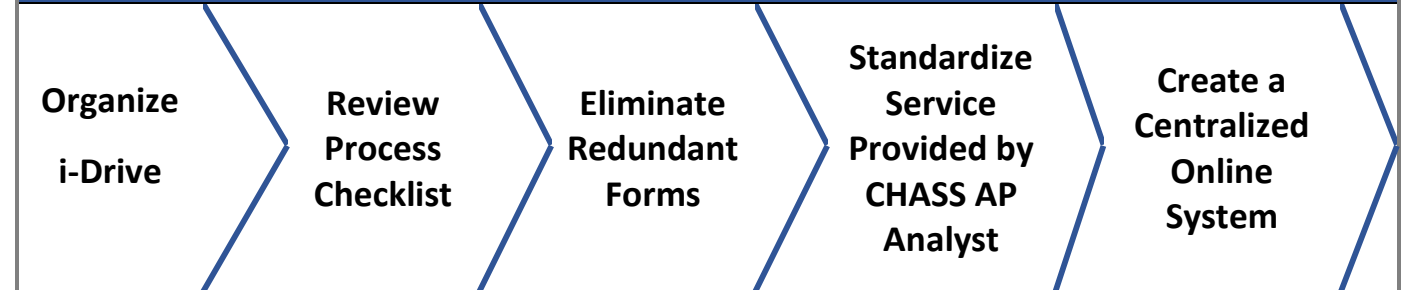 Organize
i-Drive
Review
Process
Checklist
Eliminate
Redundant
Forms
Standardize
Service
Provided by
CHASS AP
Analyst
Create a
Centralized
Online
System